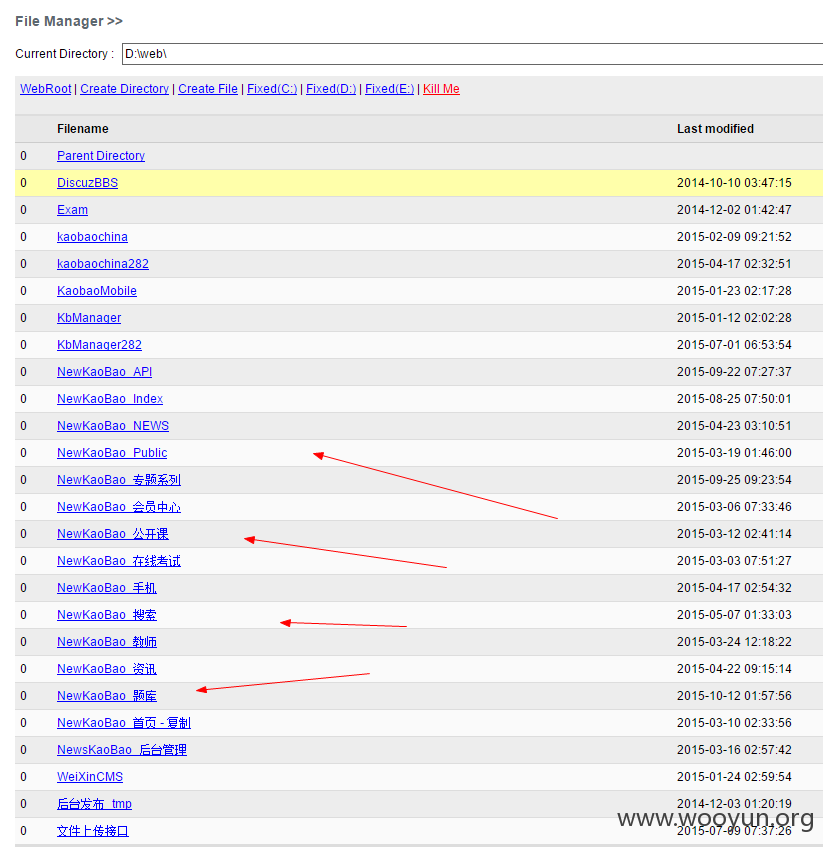 File Manager >>
Current Directory : D:\web\
WebRoot | Create Directory | Create File | Fixed(C:) | Fixed(D:) | Fixed(E:) | Kill Me
Filename Last modified
0 Parent Directory
0 DiscuzBBS 2014-10-10 03:47:15
0 Exam 2014-12-02 01:42:47
0 kaobaochina 2015-02-09 09:21:52
0 kaobaochina282 2015-04-17 02:32:51
0 KaobaoMobile 2015-01-23 02:17:28
0 KbManager 2015-01-12 02:02:28
0 KbManager282 2015-07-01 06:53:54
0 NewKaoBao_API 2015-09-22 07:27:37
0 NewKaoBao_Index 2015-08-25 07:50:01
0 NewKaoBao_NEWS 2015-04-23 03:10:51
0 NewKaoBao_Public 2015-03-19 01:46:00
0 NewKaoBao_专题系列 2015-09-25 09:23:54
0 NewKaoBao_会员中心 2015-03-06 07:33:46
0 NewKaoBao_公开课 2015-03-12 02:41:14
0 NewKaoBao_在线考试 2015-03-03 07:51:27
0 NewKaoBao_手机 2015-04-17 02:54:32
0 NewKaoBao_搜索 2015-05-07 01:33:03
0 NewKaoBao_教师 2015-03-24 12:18:22
0 NewKaoBao_资讯 2015-04-22 09:15:14
0 NewKaoBao_题库 2015-10-12 01:57:56
0 NewKaoBao_首页 - 复制 2015-03-10 02:33:56
0 NewsKaoBao_后台管理 2015-03-16 02:57:42
0 WeiXinCMS 2015-01-24 02:59:54
0 后台发布_tmp 2014-12-03 01:20:19
www.wooyun.org
0 文件上传接口 2015-07-09 07:37:26